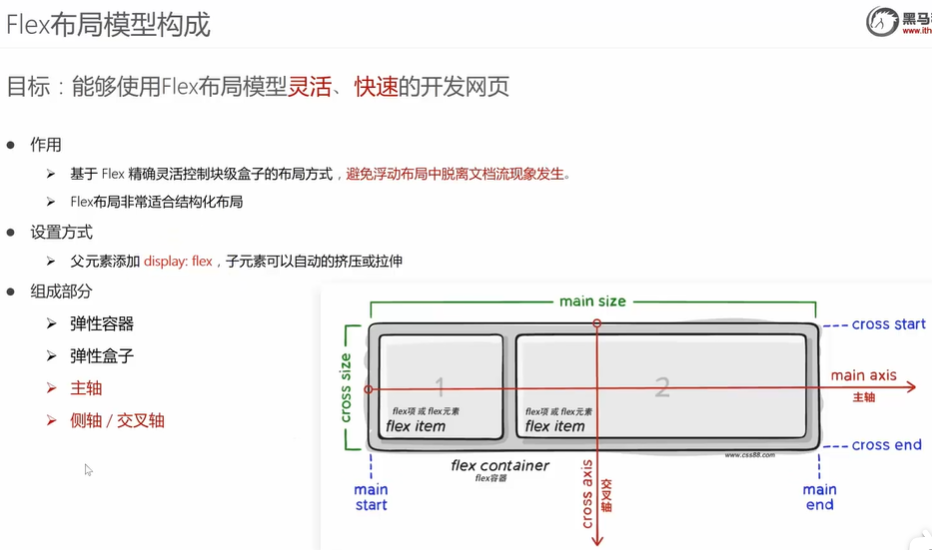 Flex布局模型构成
黑马
www.ith
目标：能够使用Flex布局模型灵活、快速的开发网页
作用
基于 Flex 精确灵活控制块级盒子的布局方式，避免浮动布局中脱离文档流现象发生。
Flex布局非常适合结构化布局
设置方式
父元素添加 display: flex，子元素可以自动的挤压或拉伸
组成部分
弹性容器
弹性盒子
主轴
侧轴 / 交叉轴
main size
cross start
cross size
1
2
main axis
主轴
flex项 或 flex元素
flex item
flex项 或 flex元素
flex item
cross end
www.css88.com
flex container
flex容器
main start
cross axis
交叉轴
main end